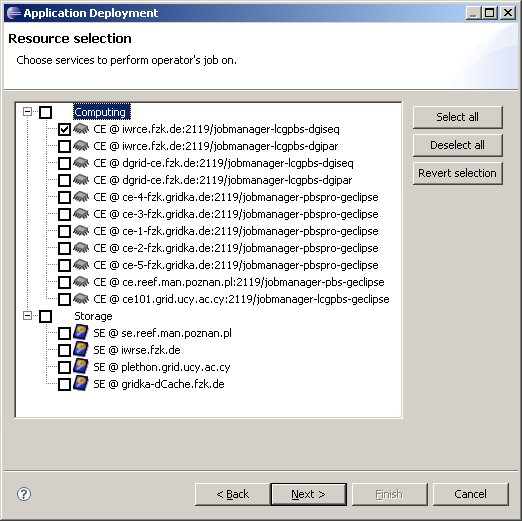 Application Deployment
Resource selection
Choose services to perform operator's job on.
Computing
CE @ iwrce.fzk.de:2119/jobmanager-lcgpbs-dgiseq
CE @ iwrce.fzk.de:2119/jobmanager-lcgpbs-dgipar
CE @ dgrid-ce.fzk.de:2119/jobmanager-lcgpbs-dgiseq
CE @ dgrid-ce.fzk.de:2119/jobmanager-lcgpbs-dgipar
CE @ ce-4-fzk.gridka.de:2119/jobmanager-pbspro-geclipse
CE @ ce-3-fzk.gridka.de:2119/jobmanager-pbspro-geclipse
CE @ ce-1-fzk.gridka.de:2119/jobmanager-pbspro-geclipse
CE @ ce-2-fzk.gridka.de:2119/jobmanager-pbspro-geclipse
CE @ ce-5-fzk.gridka.de:2119/jobmanager-pbspro-geclipse
CE @ ce.reef.man.poznan.pl:2119/jobmanager-pbs-geclipse
CE @ ce101.grid.ucy.ac.cy:2119/jobmanager-lcgpbs-geclipse
Storage
SE @ se.reef.man.poznan.pl
SE @ iwrse.fzk.de
SE @ plethon.grid.ucy.ac.cy
SE @ gridka-dCache.fzk.de
Select all
Deselect all
Revert selection
?
< Back
Next >
Finish
Cancel